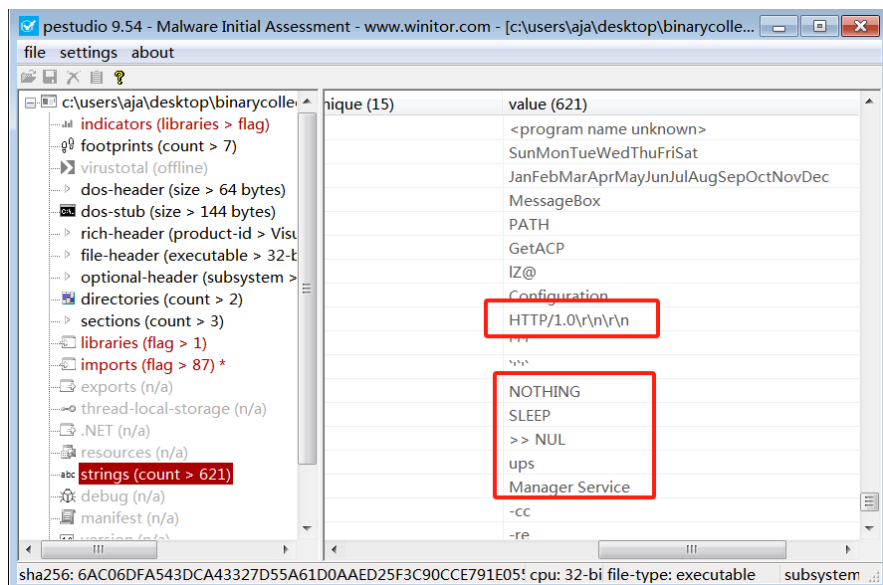 pestudio 9.54 - Malware Initial Assessment - www.winitor.com - [c:\users\aja\desktop\binarycolle...
file settings about
c:\users\aja\desktop\binarycolle
indicators (libraries > flag)
footprints (count > 7)
virustotal (offline)
dos-header (size > 64 bytes)
dos-stub (size > 144 bytes)
rich-header (product-id > Visu
file-header (executable > 32-b
optional-header (subsystem >
directories (count > 2)
sections (count > 3)
libraries (flag > 1)
imports (flag > 87) *
exports (n/a)
thread-local-storage (n/a)
.NET (n/a)
resources (n/a)
abc strings (count > 621)
debug (n/a)
manifest (n/a)
version (n/a)
nique (15) value (621)
<program name unknown>
SunMonTueWedThuFriSat
JanFebMarAprMayJunJulAugSepOctNovDec
MessageBox
PATH
GetACP
lZ@
Configuration
HTTP/1.0\r\n\r\n
NOTHING
SLEEP
>> NUL
ups
Manager Service
-cc
-re
sha256: 6AC06DFA543DCA43327D55A61D0AAED25F3C90CCE791E05 cpu: 32-bi file-type: executable subsystem